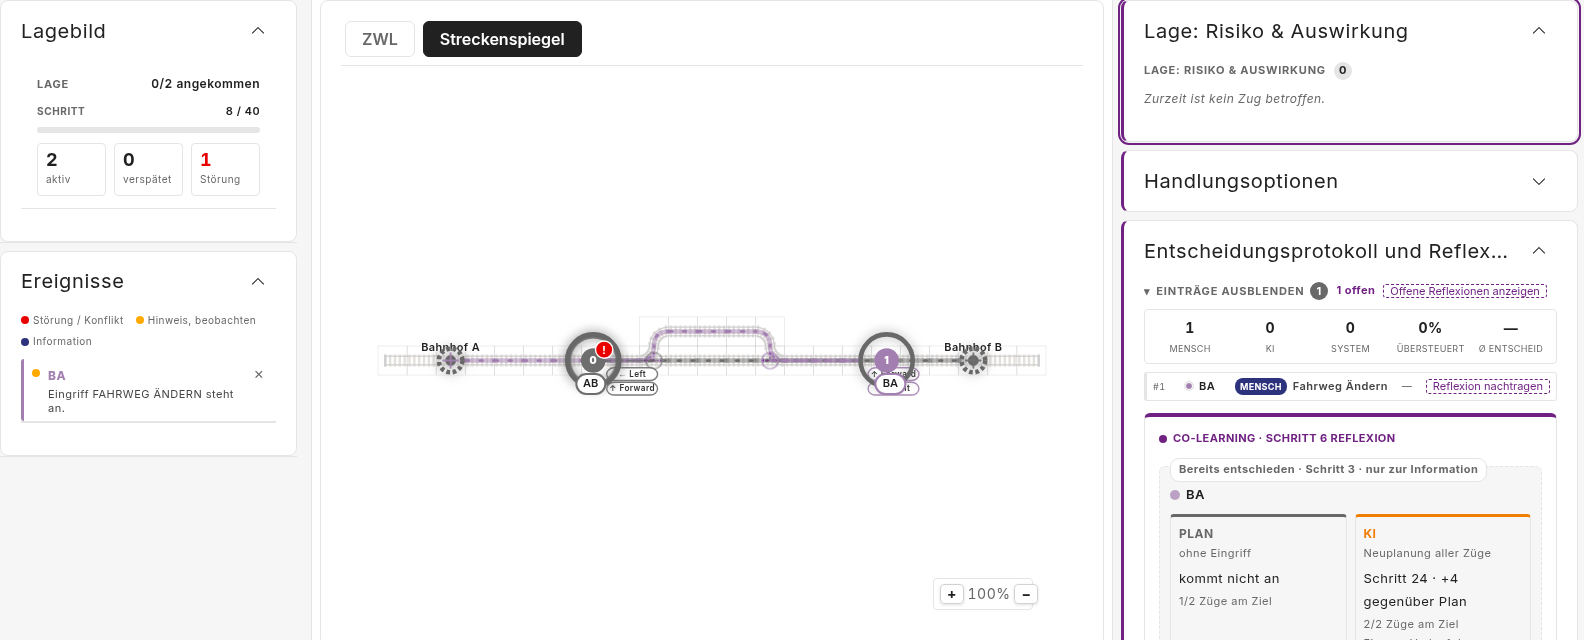 Lagebild
LAGE 0/2 angekommen
SCHRITT 8 / 40
2 0 1
aktiv verspätet Störung
Ereignisse
Störung / Konflikt Hinweis, beobachten
Information
BA ×
Eingriff FAHRWEG ÄNDERN steht
an.
ZWL Streckenspiegel
Bahnhof A Bahnhof B
0 ! 1
← Left
AB BA
↑ Forward
+ 100% −
Lage: Risiko & Auswirkung
LAGE: RISIKO & AUSWIRKUNG 0
Zurzeit ist kein Zug betroffen.
Handlungsoptionen
Entscheidungsprotokoll und Reflex...
▾ EINTRÄGE AUSBLENDEN 1 1 offen Offene Reflexionen anzeigen
1 0 0 0% —
MENSCH KI SYSTEM ÜBERSTEUERT Ø ENTSCHEID
#1 BA MENSCH Fahrweg Ändern — Reflexion nachtragen
CO-LEARNING · SCHRITT 6 REFLEXION
Bereits entschieden · Schritt 3 · nur zur Information
BA
PLAN
ohne Eingriff
kommt nicht an
1/2 Züge am Ziel
KI
Neuplanung aller Züge
Schritt 24 · +4
gegenüber Plan
2/2 Züge am Ziel